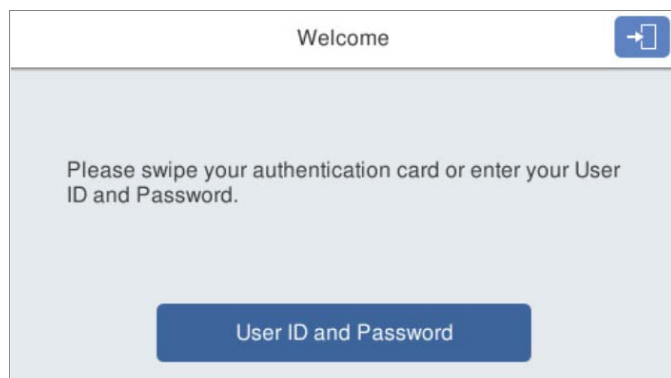 Welcome
Please swipe your authentication card or enter your User
ID and Password.
User ID and Password